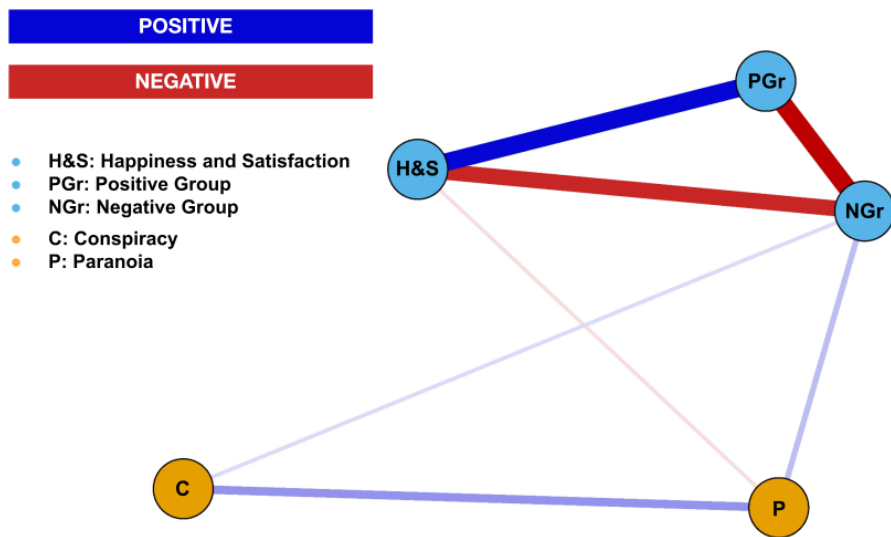 POSITIVE
NEGATIVE
H&S: Happiness and Satisfaction
PGr: Positive Group
NGr: Negative Group
C: Conspiracy
P: Paranoia
PGr
H&S
NGr
C
P